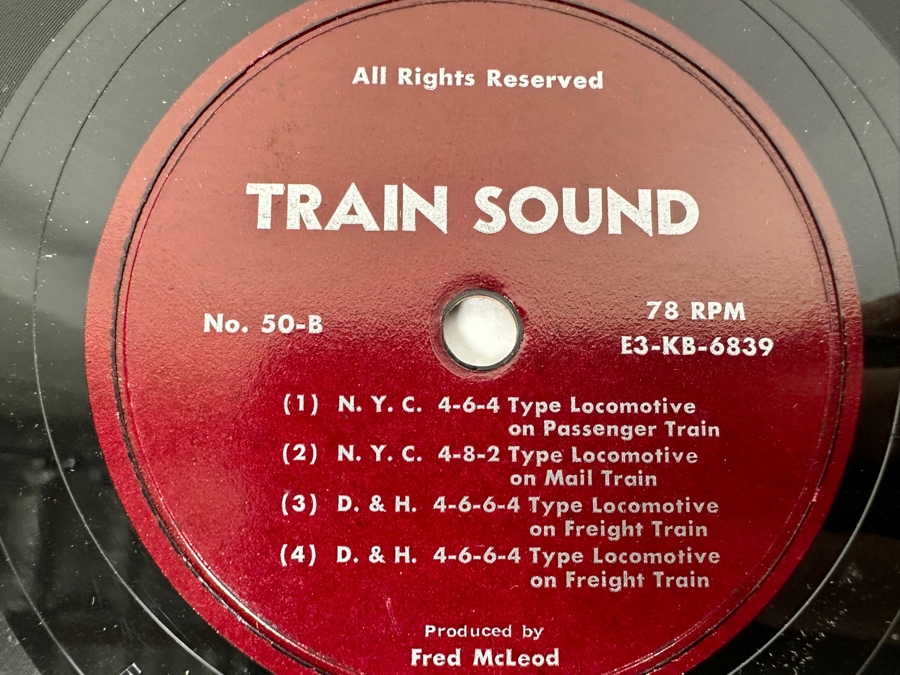 All Rights Reserved
TRAIN SOUND
No. 50-B
78 RPM
E3-KB-6839
(1) N. Y. C. 4-6-4 Type Locomotive
on Passenger Train
(2) N. Y. C. 4-8-2 Type Locomotive
on Mail Train
(3) D. & H. 4-6-6-4 Type Locomotive
on Freight Train
(4) D. & H. 4-6-6-4 Type Locomotive
on Freight Train
Produced by
Fred McLeod